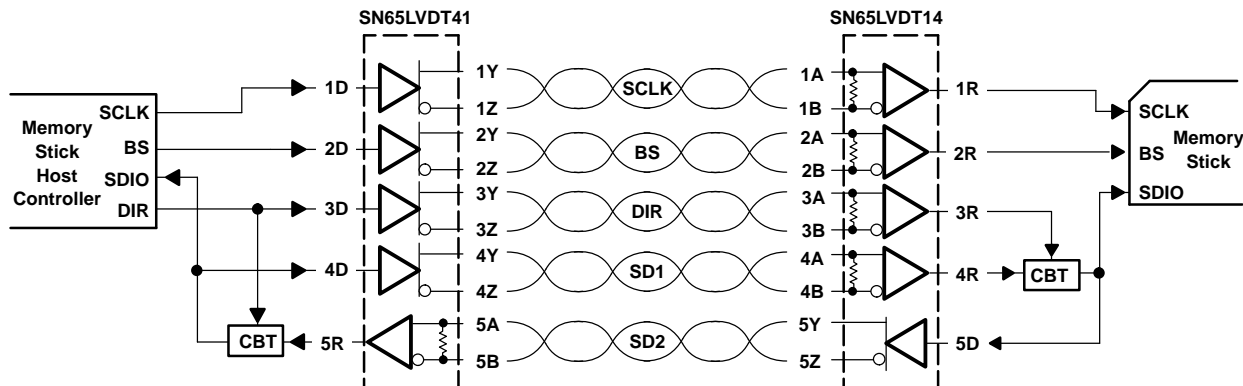 SN65LVDT41
SN65LVDT14
Memory
Stick
Host
Controller
SCLK
BS
SDIO
DIR
1D
2D
3D
4D
CBT
5R
1Y
1Z
2Y
2Z
3Y
3Z
4Y
4Z
5A
5B
SCLK
BS
DIR
SD1
SD2
1A
1B
2A
2B
3A
3B
4A
4B
5Y
5Z
1R
2R
3R
4R
CBT
5D
SCLK
BS
SDIO
Memory
Stick